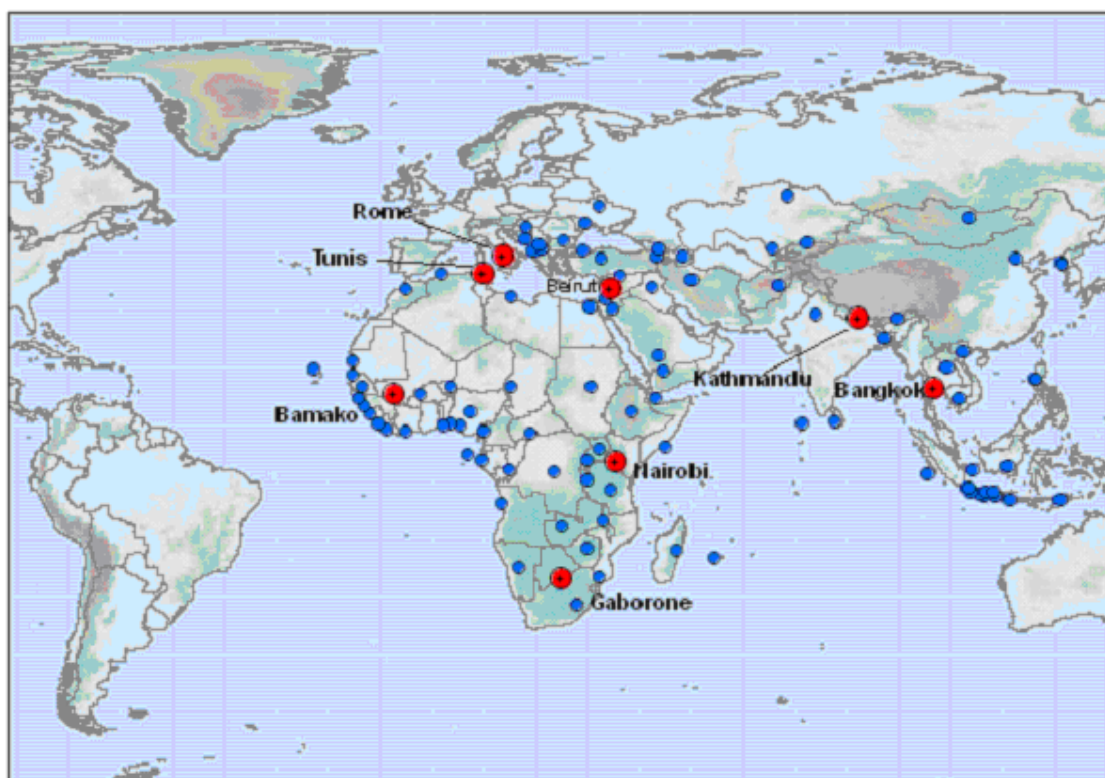 Rome
Tunis
Beirut
Kathmandu
Bangkok
Bamako
Nairobi.
Gaborone